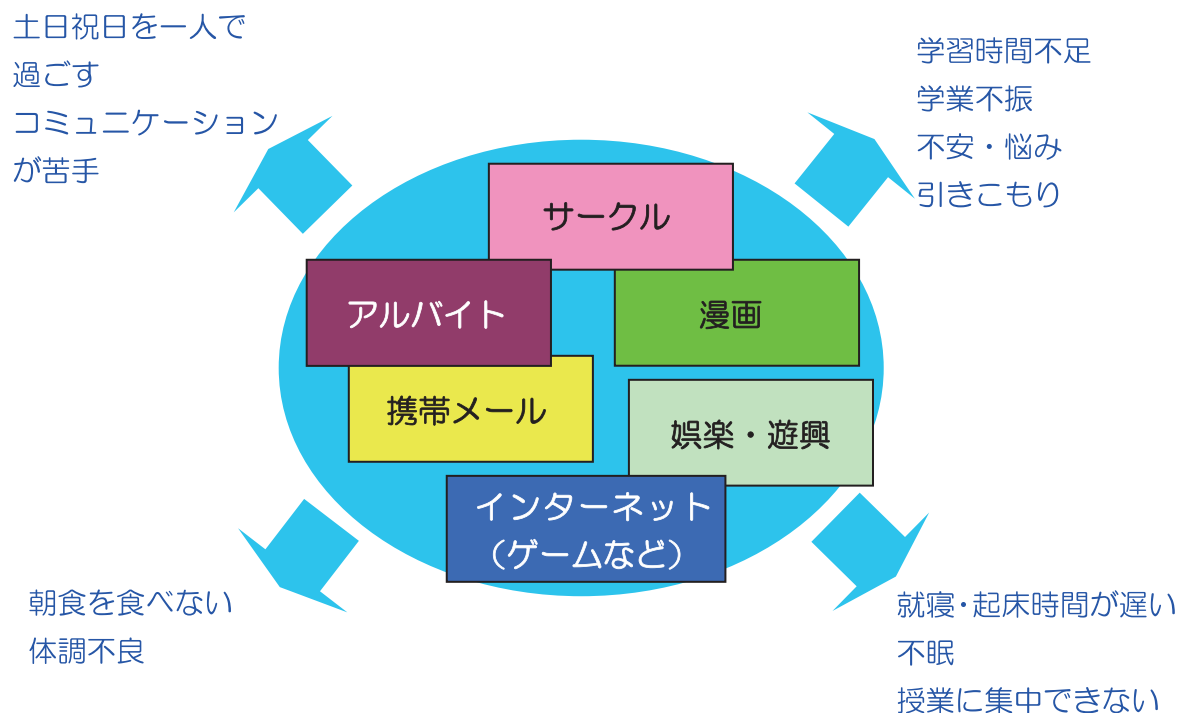 土日祝日を一人で
過ごす
コミュニケーション
が苦手
学習時間不足
学業不振
不安・悩み
引きこもり
サークル
アルバイト
漫画
携帯メール
娯楽・遊興
インターネット
（ゲームなど）
朝食を食べない
体調不良
就寝・起床時間が遅い
不眠
授業に集中できない